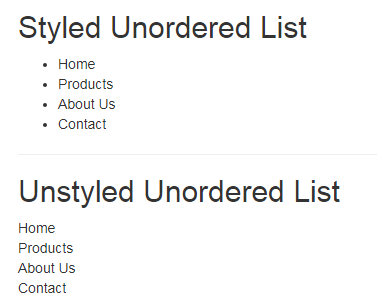 Styled Unordered List
• Home
• Products
• About Us
• Contact
Unstyled Unordered List
Home
Products
About Us
Contact